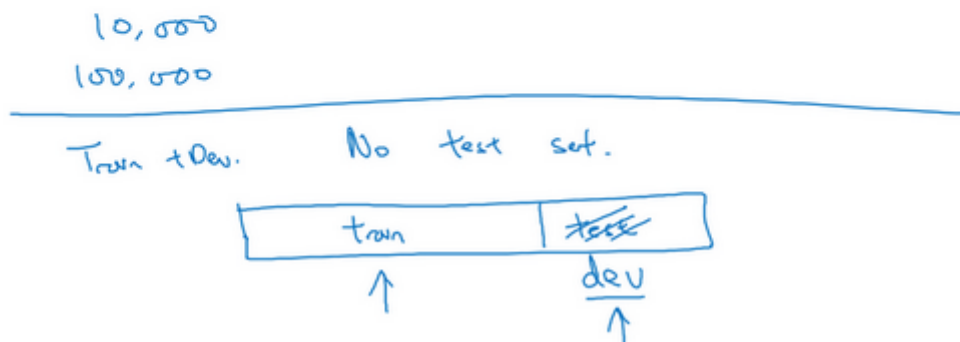 10,000
100,000
Train + Dev. No test set.
train test
dev